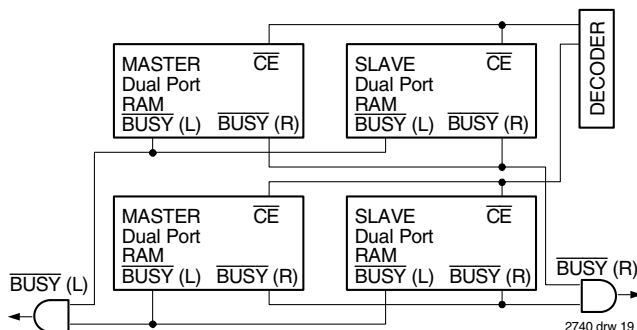 MASTER CE
Dual Port
RAM
BUSY (L) BUSY (R)
SLAVE CE
Dual Port
RAM
BUSY (L) BUSY (R)
DECODER
MASTER CE
Dual Port
RAM
BUSY (L) BUSY (R)
SLAVE CE
Dual Port
RAM
BUSY (L) BUSY (R)
BUSY (L)
BUSY (R)
2740 drw 19